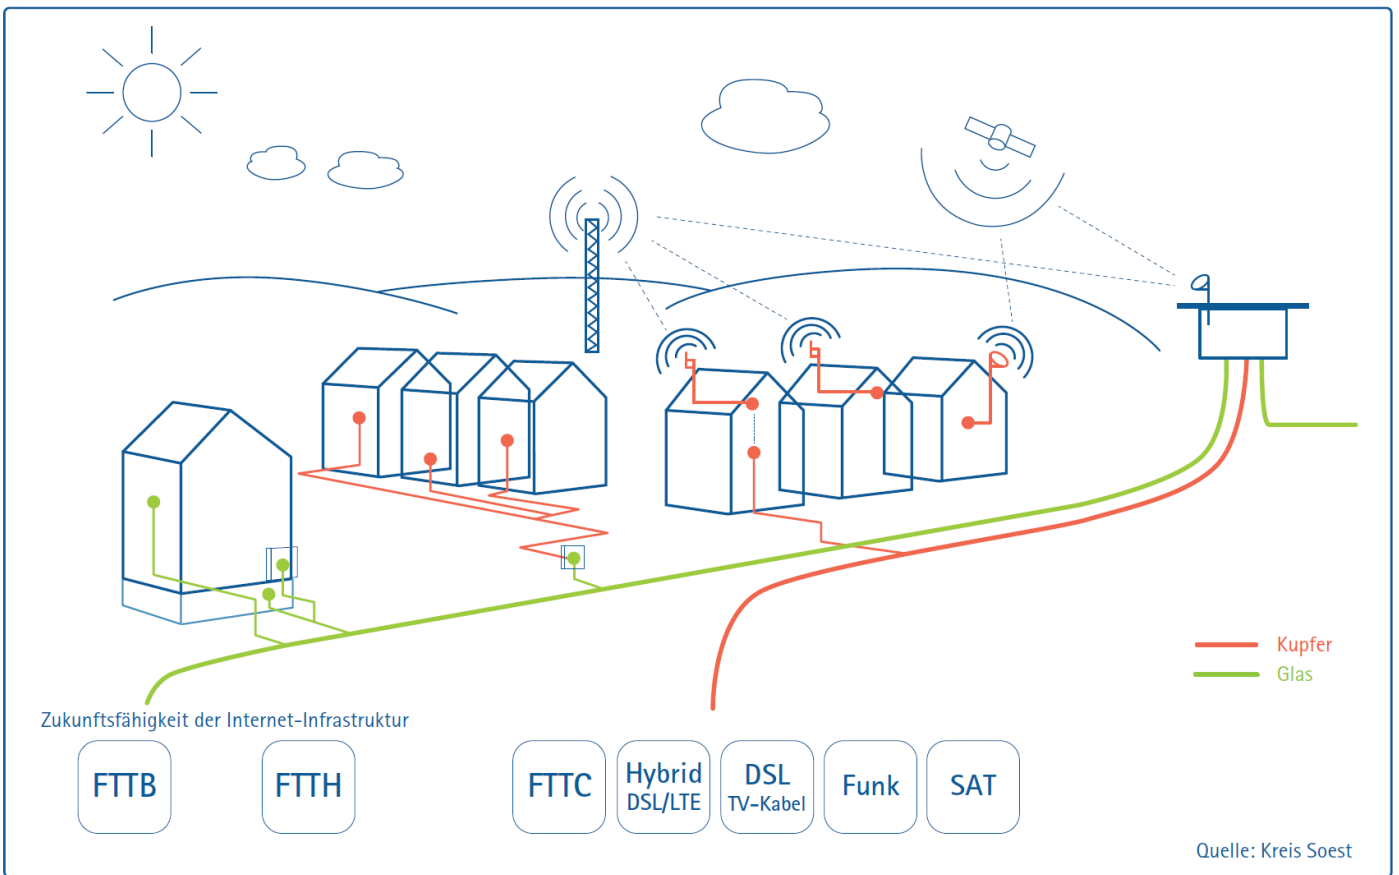 Kupfer
Glas
Zukunftsfähigkeit der Internet-Infrastruktur
FTTB
FTTH
FTTC
Hybrid
DSL/LTE
DSL
TV-Kabel
Funk
SAT
Quelle: Kreis Soest